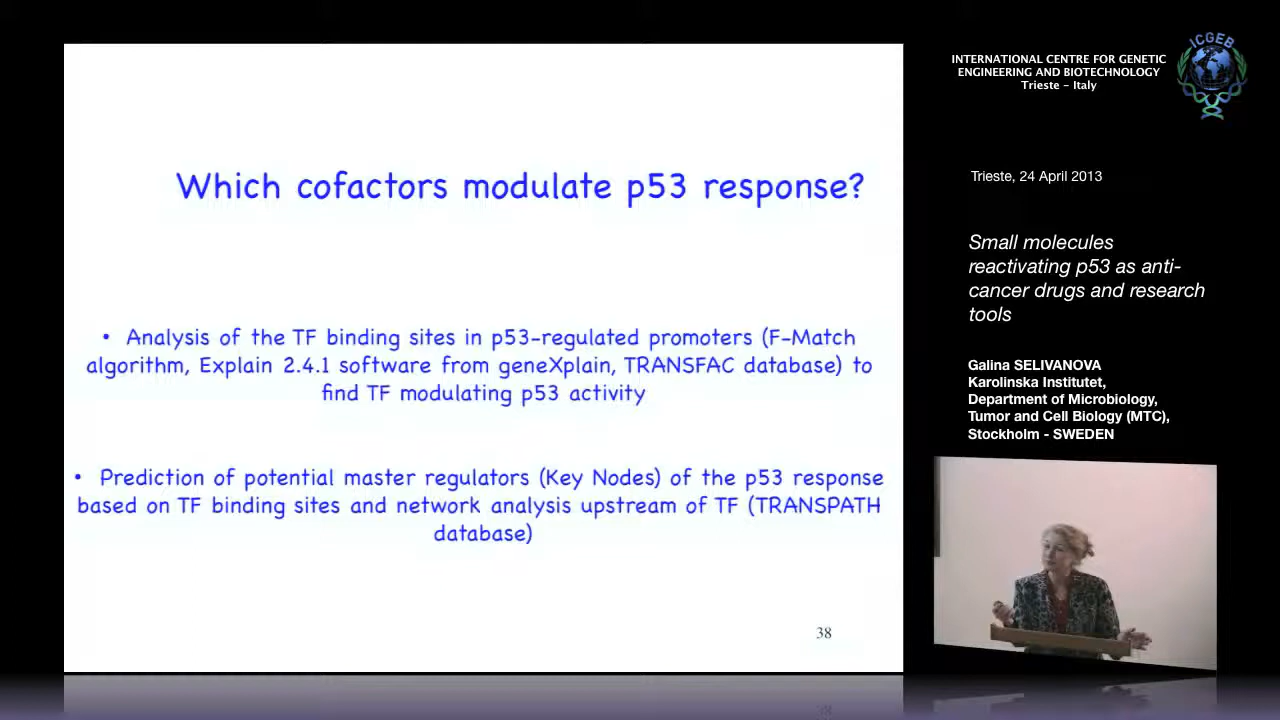 Which cofactors modulate p53 response?
• Analysis of the TF binding sites in p53-regulated promoters (F-Match
algorithm, Explain 2.4.1 software from geneXplain, TRANSFAC database) to
find TF modulating p53 activity
• Prediction of potential master regulators (Key Nodes) of the p53 response
based on TF binding sites and network analysis upstream of TF (TRANSPATH
database)
38
INTERNATIONAL CENTRE FOR GENETIC
ENGINEERING AND BIOTECHNOLOGY
Trieste - Italy
ICGEB
Trieste, 24 April 2013
Small molecules
reactivating p53 as anti-
cancer drugs and research
tools
Galina SELIVANOVA
Karolinska Institutet,
Department of Microbiology,
Tumor and Cell Biology (MTC),
Stockholm - SWEDEN